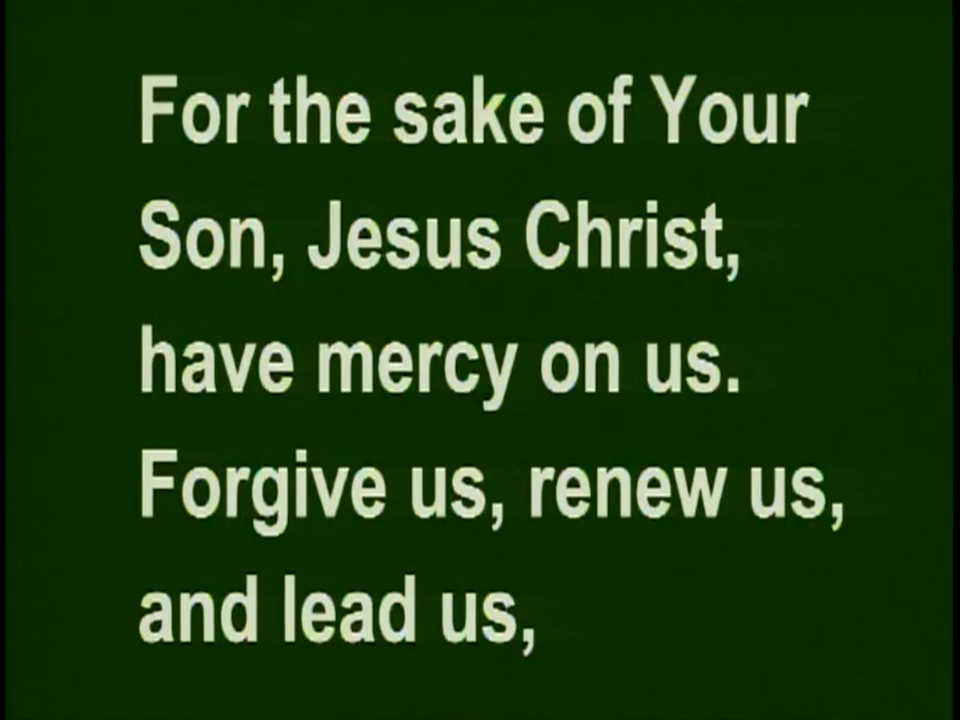 For the sake of Your
Son, Jesus Christ,
have mercy on us.
Forgive us, renew us,
and lead us,